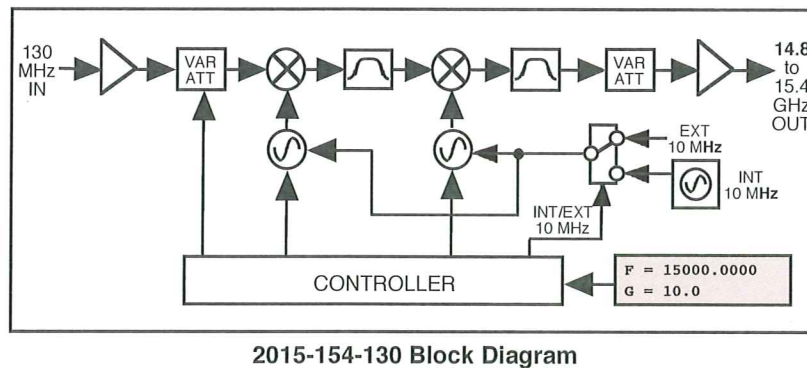 130
MHz
IN
VAR
ATT
VAR
ATT
14.8
to
15.4
GHz
OUT
EXT
10 MHz
INT
10 MHz
INT/EXT
10 MHz
CONTROLLER
F = 15000.0000
G = 10.0
2015-154-130 Block Diagram